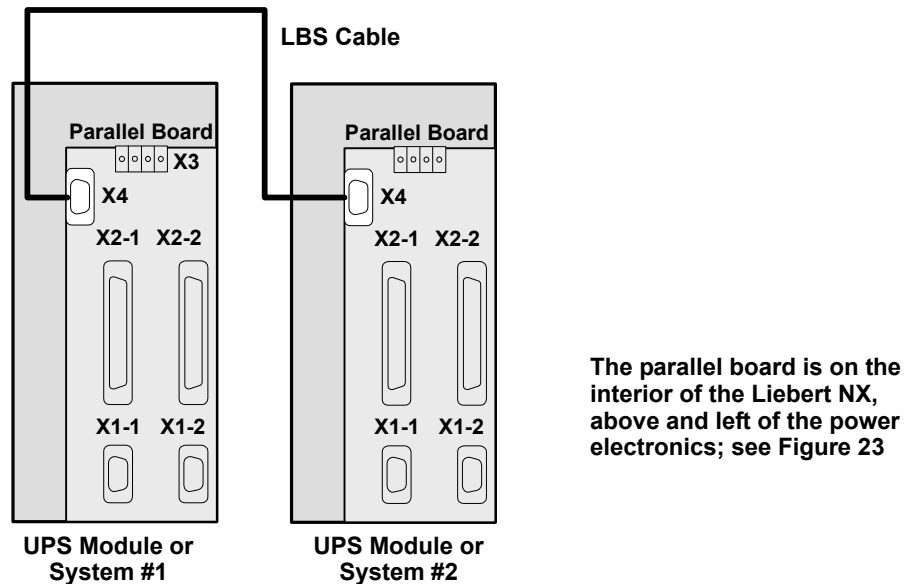 LBS Cable
Parallel Board
X3
X4
X2-1 X2-2
X1-1 X1-2
UPS Module or
System #1
Parallel Board
X4
X2-1 X2-2
X1-1 X1-2
UPS Module or
System #2
The parallel board is on the
interior of the Liebert NX,
above and left of the power
electronics; see Figure 23